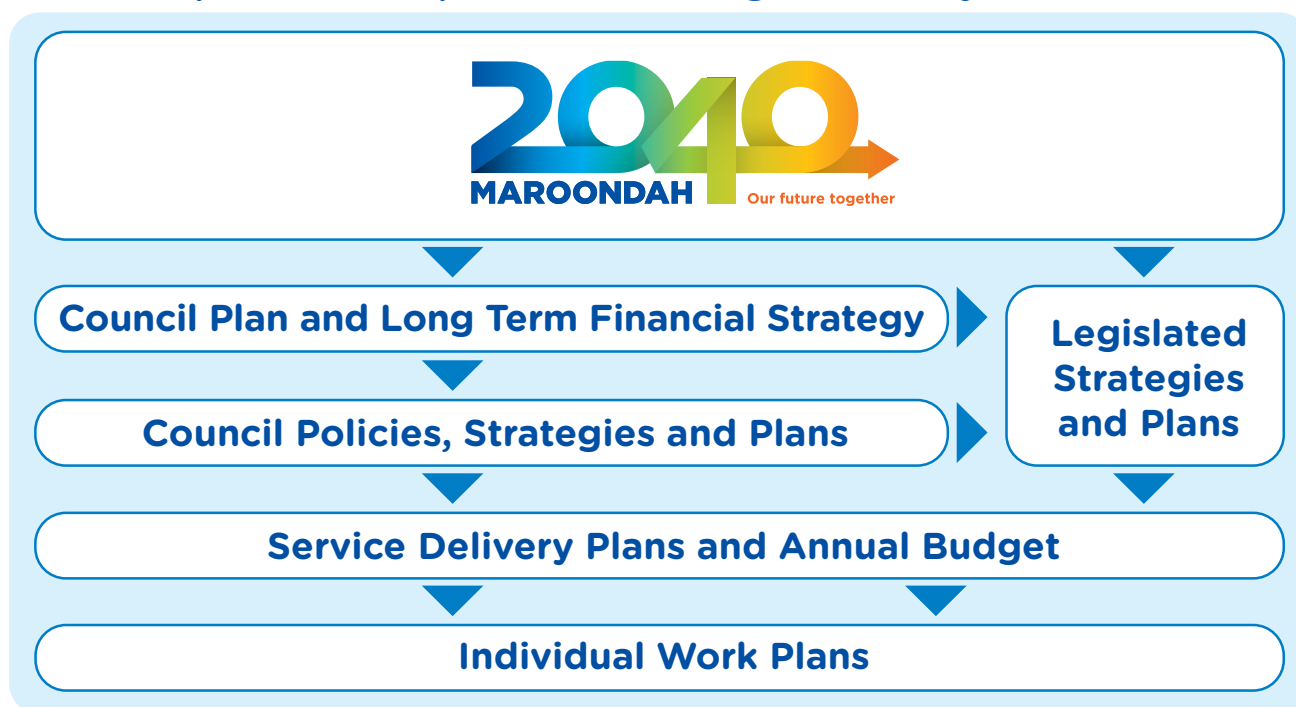 2040
MAROONDAH
Our future together
Council Plan and Long Term Financial Strategy
Legislated
Strategies
and Plans
Council Policies, Strategies and Plans
Service Delivery Plans and Annual Budget
Individual Work Plans